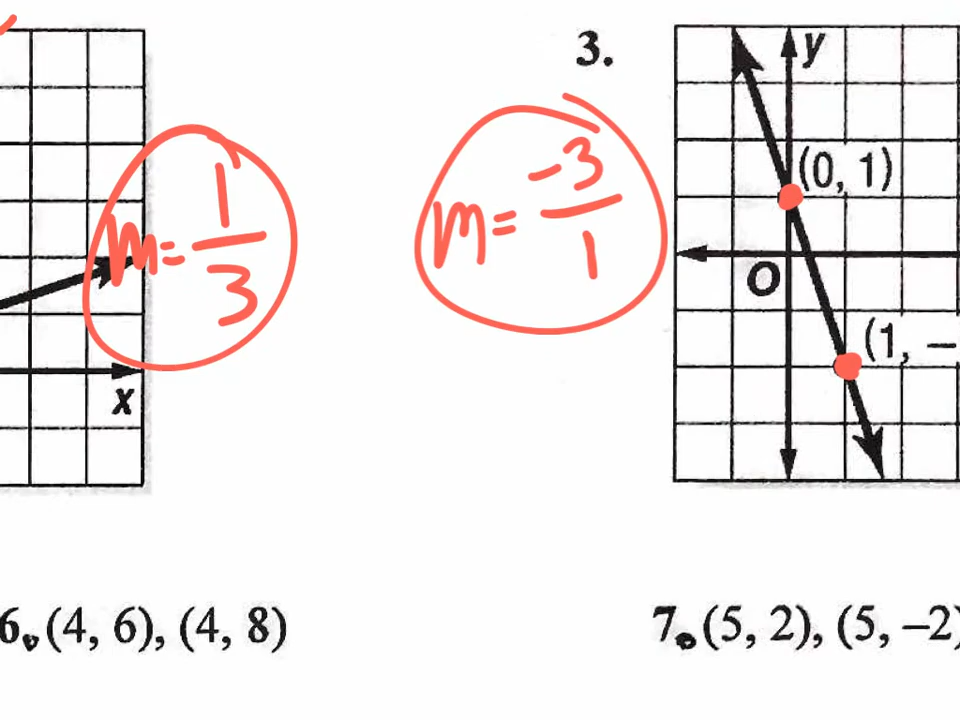 3.
y
(0, 1)
m = 1/3
m = -3/1
O
(1, –
x
6. (4, 6), (4, 8)
7. (5, 2), (5, –2)